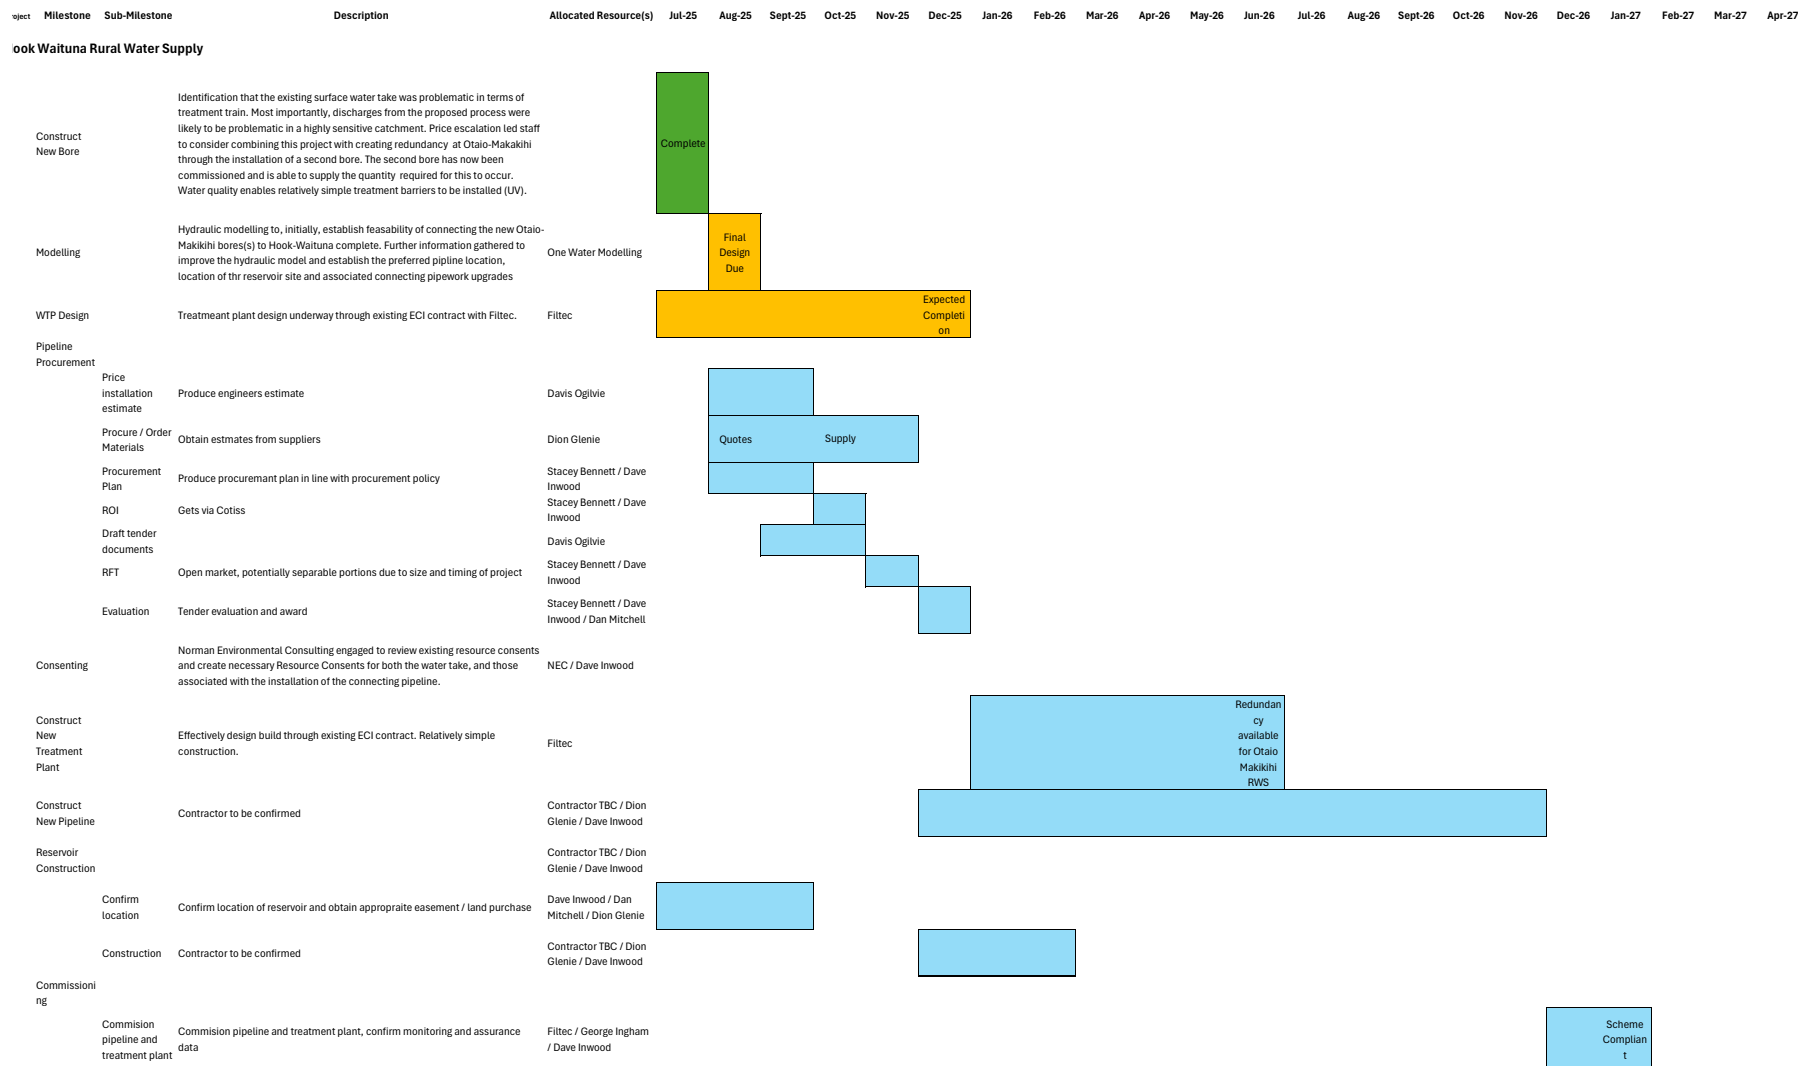 oject Milestone Sub-Milestone Description Allocated Resource(s) Jul-25 Aug-25 Sept-25 Oct-25 Nov-25 Dec-25 Jan-26 Feb-26 Mar-26 Apr-26 May-26 Jun-26 Jul-26 Aug-26 Sept-26 Oct-26 Nov-26 Dec-26 Jan-27 Feb-27 Mar-27 Apr-27
ook Waituna Rural Water Supply
Construct
New Bore
Identification that the existing surface water take was problematic in terms of
treatment train. Most importantly, discharges from the proposed process were
likely to be problematic in a highly sensitive catchment. Price escalation led staff
to consider combining this project with creating redundancy at Otaio-Makakihi
through the installation of a second bore. The second bore has now been
commissioned and is able to supply the quantity required for this to occur.
Water quality enables relatively simple treatment barriers to be installed (UV).
Complete
Modelling
Hydraulic modelling to, initially, establish feasability of connecting the new Otaio-
Makikihi bores(s) to Hook-Waituna complete. Further information gathered to
improve the hydraulic model and establish the preferred pipline location,
location of thr reservoir site and associated connecting pipework upgrades
One Water Modelling
Final
Design
Due
WTP Design
Treatmeant plant design underway through existing ECI contract with Filtec.
Filtec
Expected
Completi
on
Pipeline
Procurement
Price
installation
estimate
Produce engineers estimate
Davis Ogilvie
Procure / Order
Materials
Obtain estmates from suppliers
Dion Glenie
Quotes
Supply
Procurement
Plan
Produce procuremant plan in line with procurement policy
Stacey Bennett / Dave
Inwood
ROI
Gets via Cotiss
Stacey Bennett / Dave
Inwood
Draft tender
documents
Davis Ogilvie
RFT
Open market, potentially separable portions due to size and timing of project
Stacey Bennett / Dave
Inwood
Evaluation
Tender evaluation and award
Stacey Bennett / Dave
Inwood / Dan Mitchell
Consenting
Norman Environmental Consulting engaged to review existing resource consents
and create necessary Resource Consents for both the water take, and those
associated with the installation of the connecting pipeline.
NEC / Dave Inwood
Construct
New
Treatment
Plant
Effectively design build through existing ECI contract. Relatively simple
construction.
Filtec
Redundan
cy
available
for Otaio
Makikihi
RWS
Construct
New Pipeline
Contractor to be confirmed
Contractor TBC / Dion
Glenie / Dave Inwood
Reservoir
Construction
Contractor TBC / Dion
Glenie / Dave Inwood
Confirm
location
Confirm location of reservoir and obtain appropraite easement / land purchase
Dave Inwood / Dan
Mitchell / Dion Glenie
Construction
Contractor to be confirmed
Contractor TBC / Dion
Glenie / Dave Inwood
Commissioni
ng
Commision
pipeline and
treatment plant
Commision pipeline and treatment plant, confirm monitoring and assurance
data
Filtec / George Ingham
/ Dave Inwood
Scheme
Complian
t